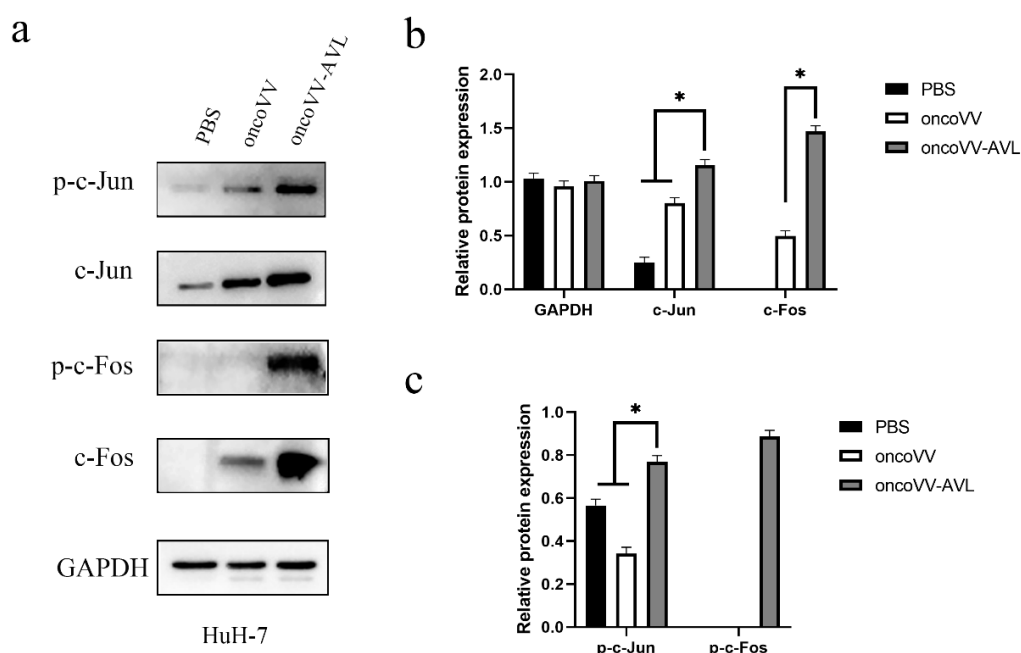 a
PBS
oncoVV
oncoVV-AVL
p-c-Jun
c-Jun
p-c-Fos
c-Fos
GAPDH
HuH-7
b
Relative protein expression
2.0
1.5
1.0
0.5
0.0
*
*
GAPDH c-Jun c-Fos
PBS
oncoVV
oncoVV-AVL
c
Relative protein expression
1.0
0.8
0.6
0.4
0.2
0.0
*
p-c-Jun p-c-Fos
PBS
oncoVV
oncoVV-AVL